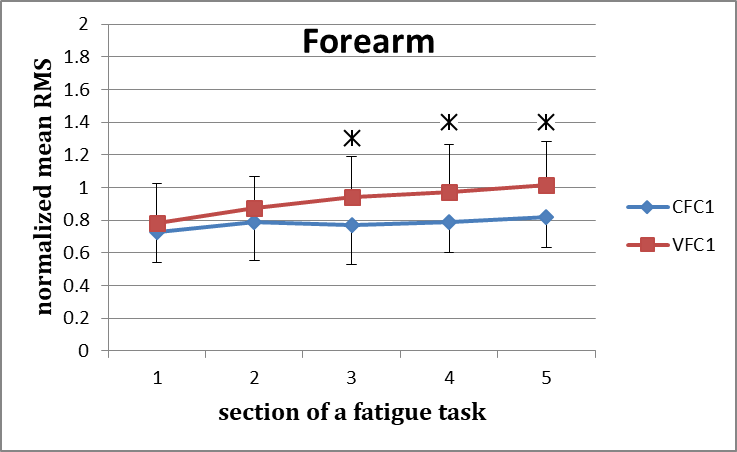 Forearm
normalized mean RMS
2
1.8
1.6
1.4
1.2
1
0.8
0.6
0.4
0.2
0
1 2 3 4 5
section of a fatigue task
CFC1
VFC1